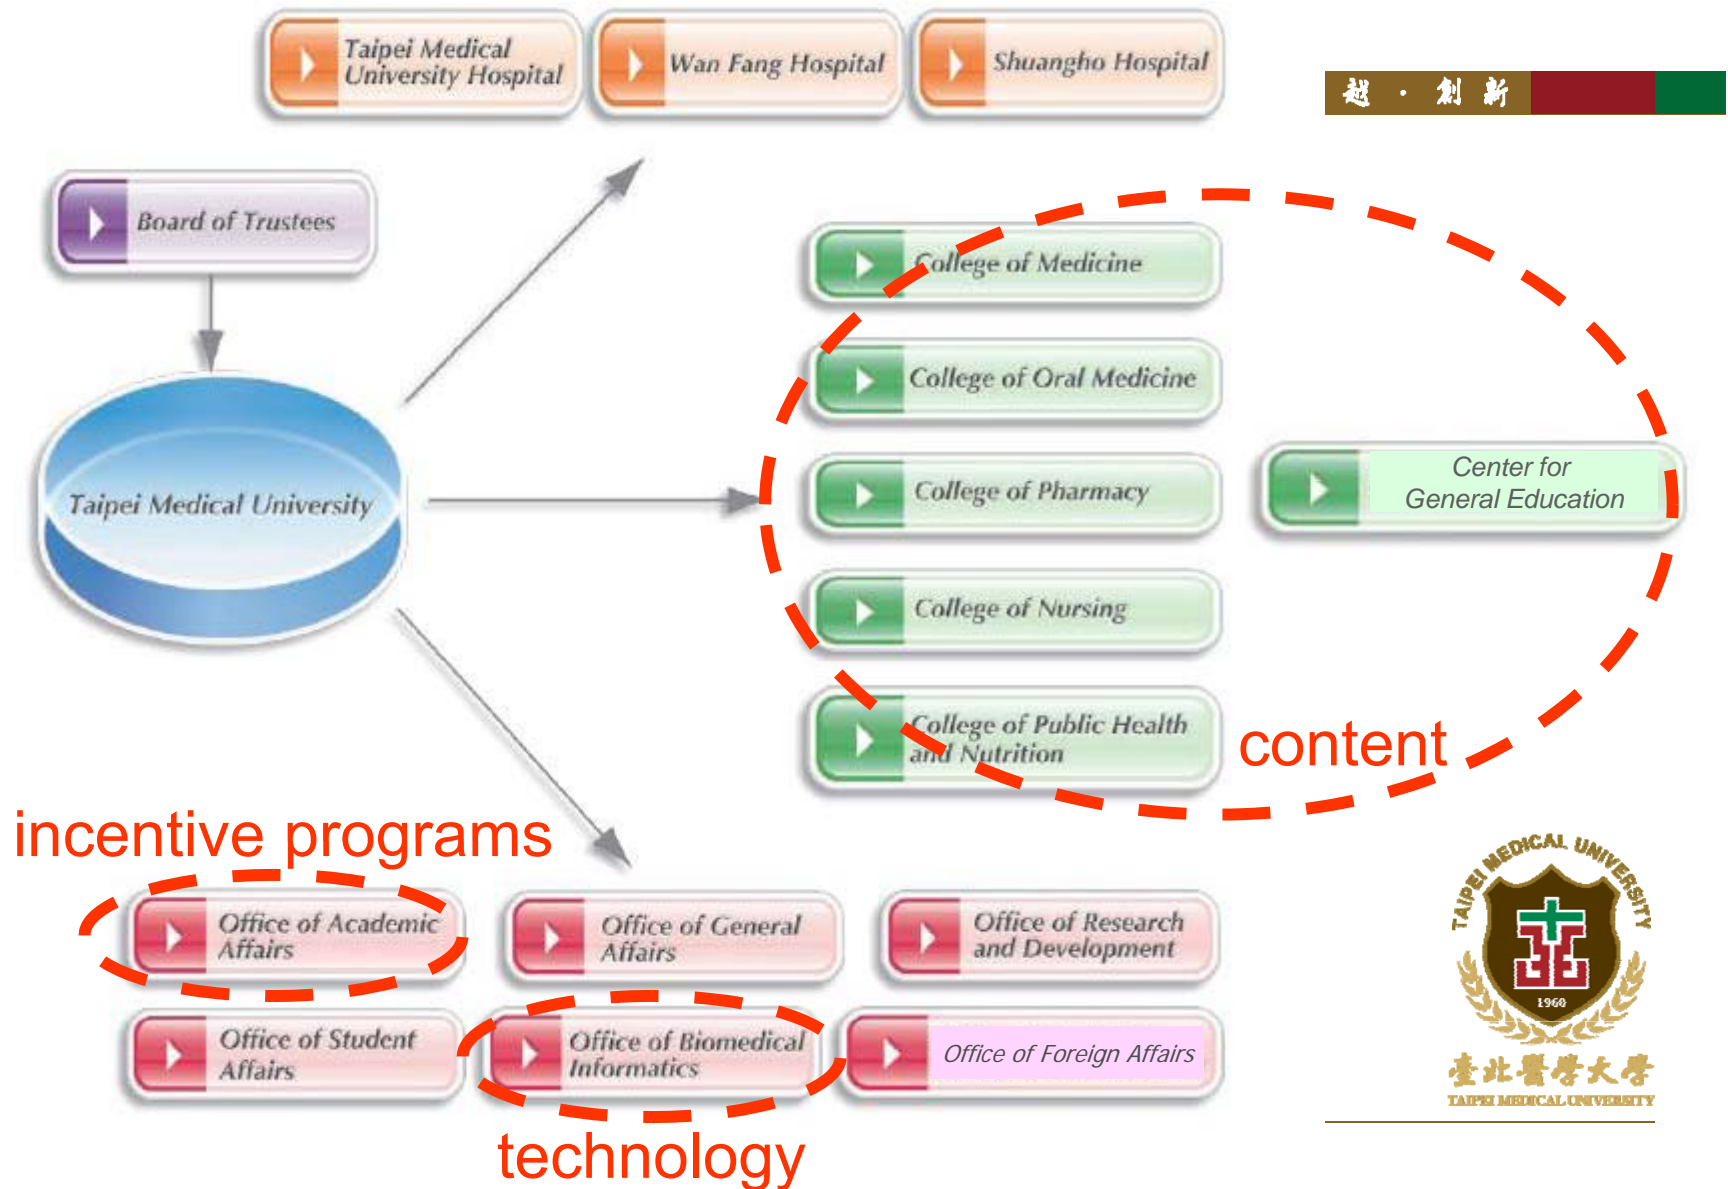 Taipei Medical
University Hospital
Wan Fang Hospital
Shuangho Hospital
越 · 創新
Board of Trustees
College of Medicine
College of Oral Medicine
Taipei Medical University
College of Pharmacy
Center for
General Education
College of Nursing
College of Public Health
and Nutrition
content
incentive programs
Office of Academic
Affairs
Office of General
Affairs
Office of Research
and Development
Office of Student
Affairs
Office of Biomedical
Informatics
Office of Foreign Affairs
technology
TAIPEI MEDICAL UNIVERSITY
1960
臺北醫學大學
TAIPEI MEDICAL UNIVERSITY